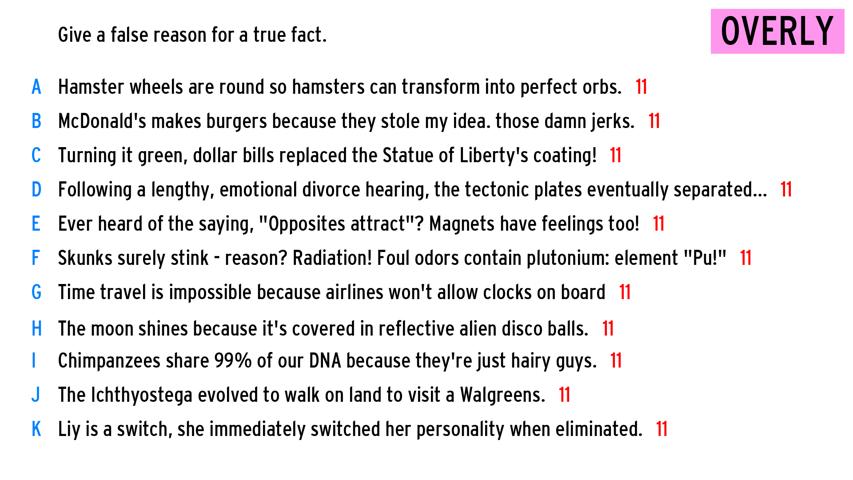 Give a false reason for a true fact.
OVERLY
A Hamster wheels are round so hamsters can transform into perfect orbs. 11
B McDonald's makes burgers because they stole my idea. those damn jerks. 11
C Turning it green, dollar bills replaced the Statue of Liberty's coating! 11
D Following a lengthy, emotional divorce hearing, the tectonic plates eventually separated... 11
E Ever heard of the saying, "Opposites attract"? Magnets have feelings too! 11
F Skunks surely stink - reason? Radiation! Foul odors contain plutonium: element "Pu!" 11
G Time travel is impossible because airlines won't allow clocks on board 11
H The moon shines because it's covered in reflective alien disco balls. 11
I Chimpanzees share 99% of our DNA because they're just hairy guys. 11
J The Ichthyostega evolved to walk on land to visit a Walgreens. 11
K Liy is a switch, she immediately switched her personality when eliminated. 11